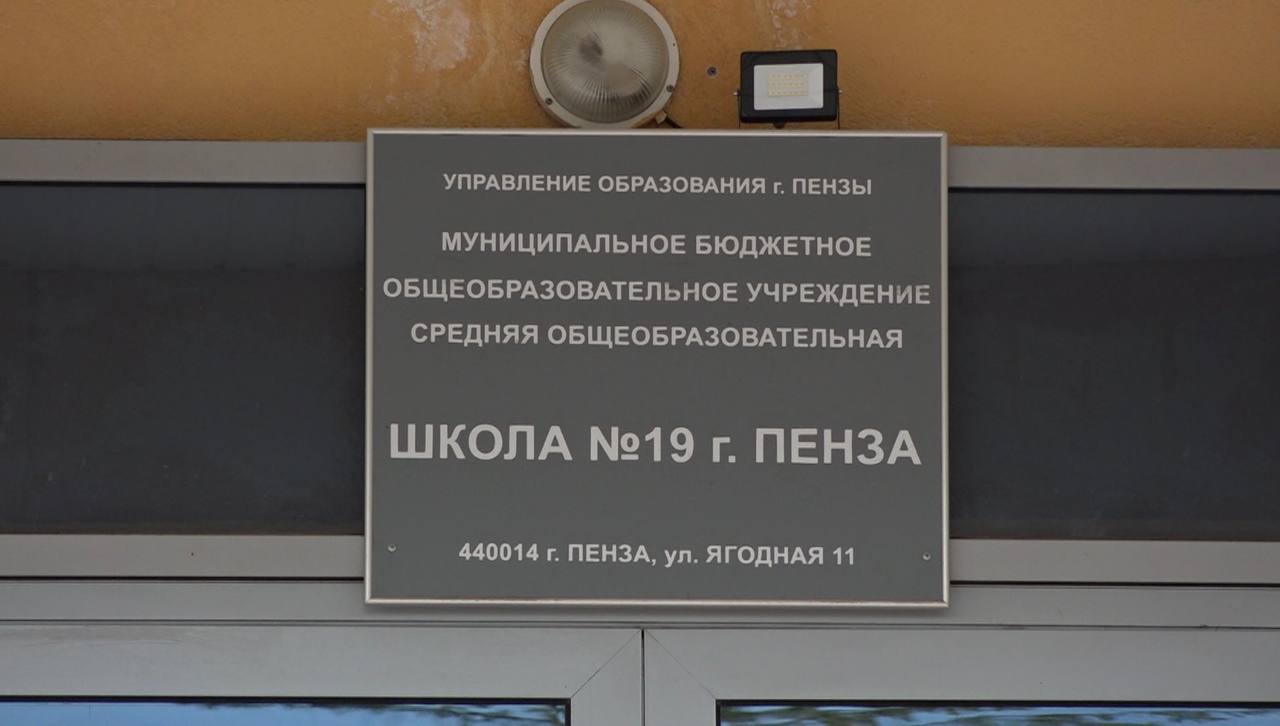 УПРАВЛЕНИЕ ОБРАЗОВАНИЯ г. ПЕНЗЫ
МУНИЦИПАЛЬНОЕ БЮДЖЕТНОЕ
ОБЩЕОБРАЗОВАТЕЛЬНОЕ УЧРЕЖДЕНИЕ
СРЕДНЯЯ ОБЩЕОБРАЗОВАТЕЛЬНАЯ
ШКОЛА №19 г. ПЕНЗА
440014 г. ПЕНЗА, ул. ЯГОДНАЯ 11